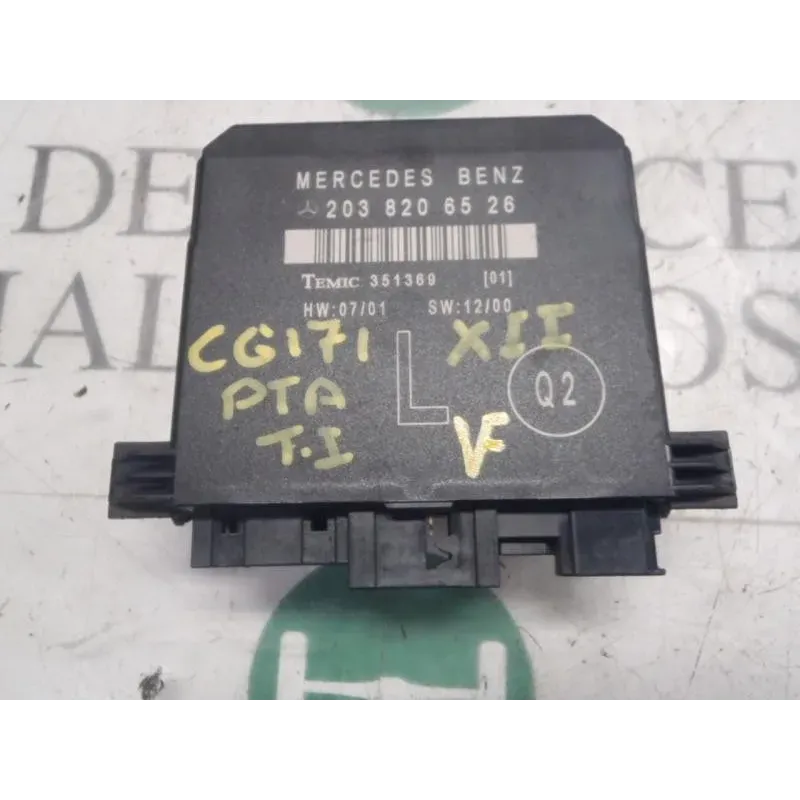 MERCEDES BENZ
203 820 65 26
TEMIC 351369 [01]
HW:07/01 SW:12/00
CG171 XII
PTA L Q2
T.I VF